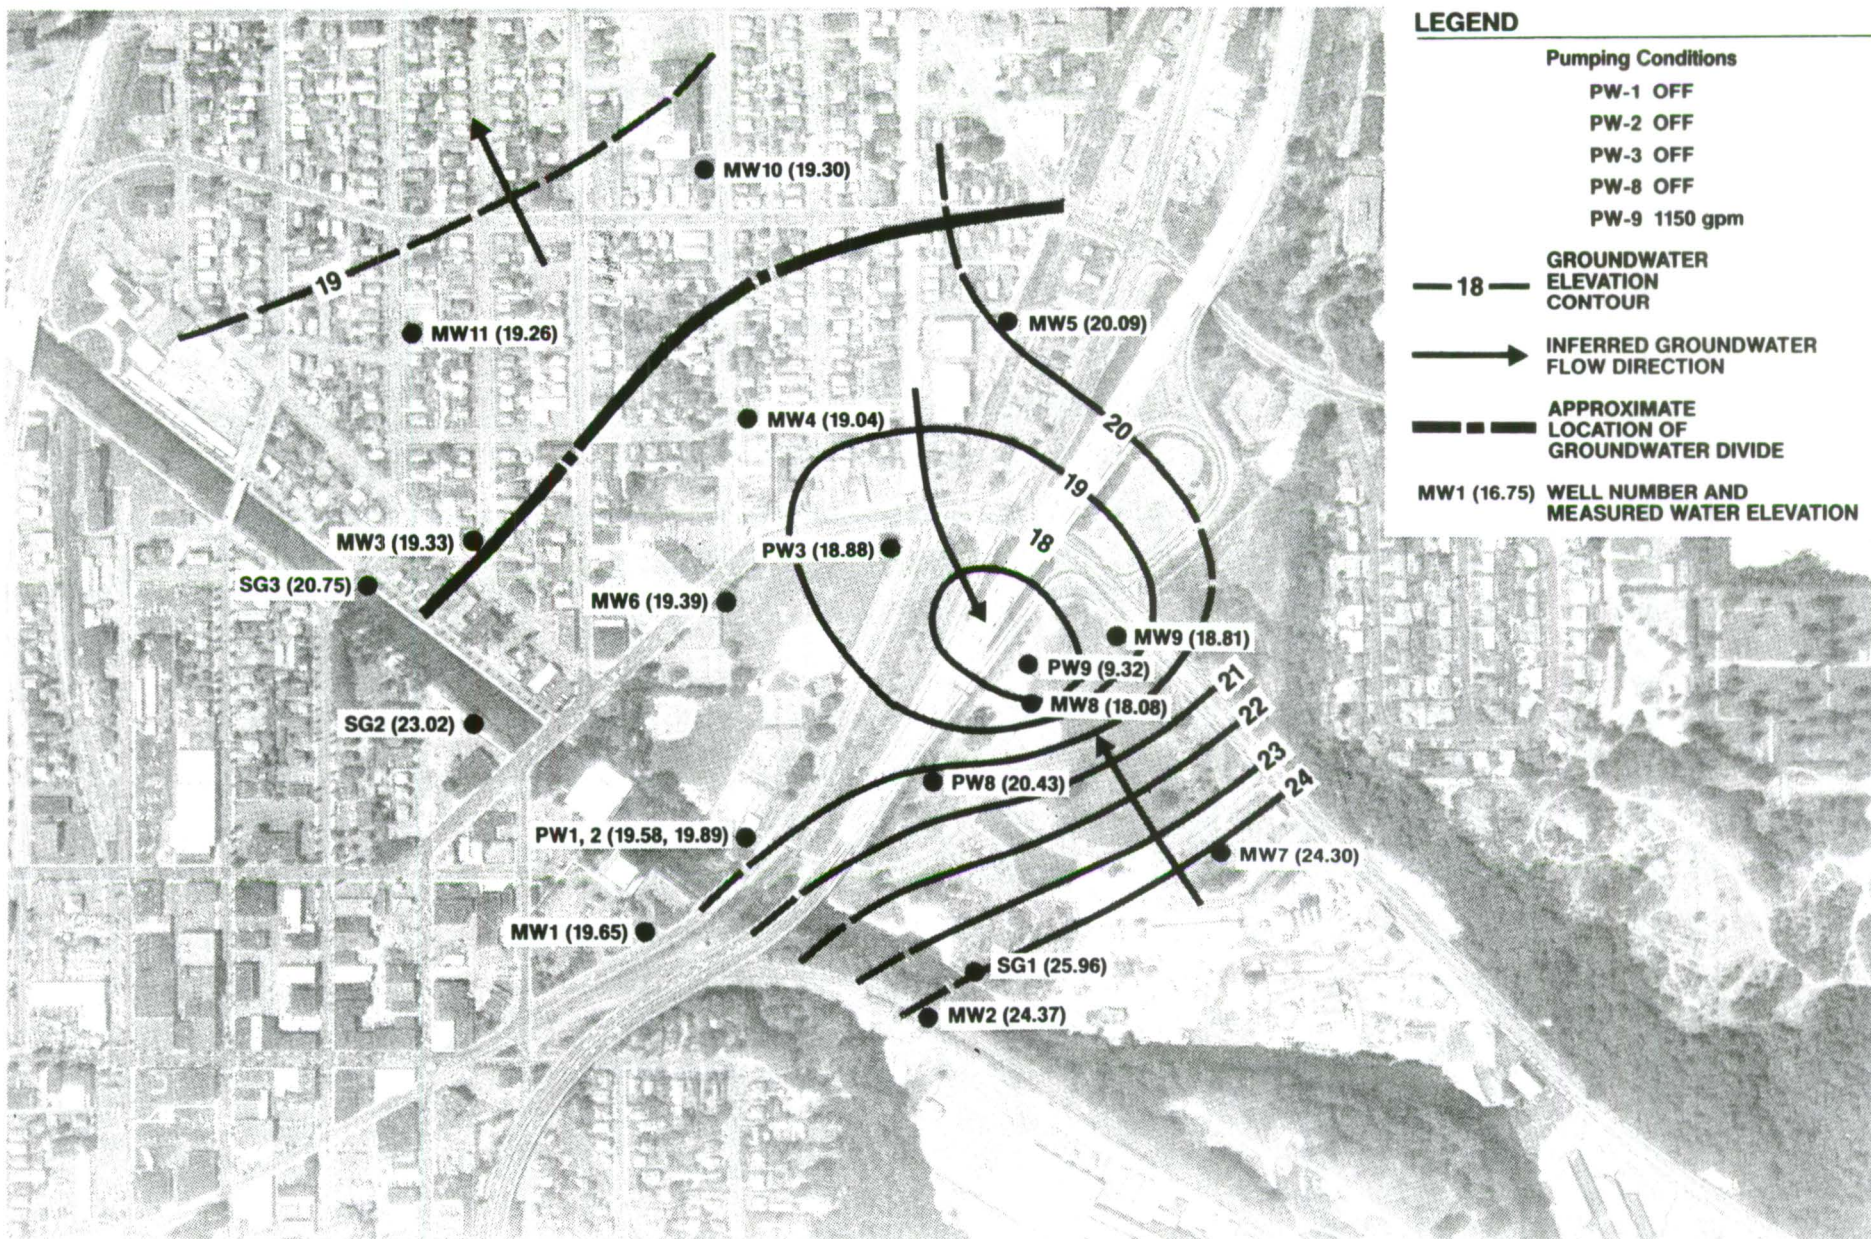 LEGEND
Pumping Conditions
PW-1 OFF
PW-2 OFF
PW-3 OFF
PW-8 OFF
PW-9 1150 gpm
18
GROUNDWATER
ELEVATION
CONTOUR
INFERRED GROUNDWATER
FLOW DIRECTION
APPROXIMATE
LOCATION OF
GROUNDWATER DIVIDE
MW1 (16.75) WELL NUMBER AND
MEASURED WATER ELEVATION
MW10 (19.30)
19
MW11 (19.26)
MW5 (20.09)
MW4 (19.04)
20
19
MW3 (19.33)
PW3 (18.88)
18
SG3 (20.75)
MW6 (19.39)
MW9 (18.81)
PW9 (9.32)
MW8 (18.08)
21
22
SG2 (23.02)
23
PW8 (20.43)
24
PW1, 2 (19.58, 19.89)
MW7 (24.30)
MW1 (19.65)
SG1 (25.96)
MW2 (24.37)